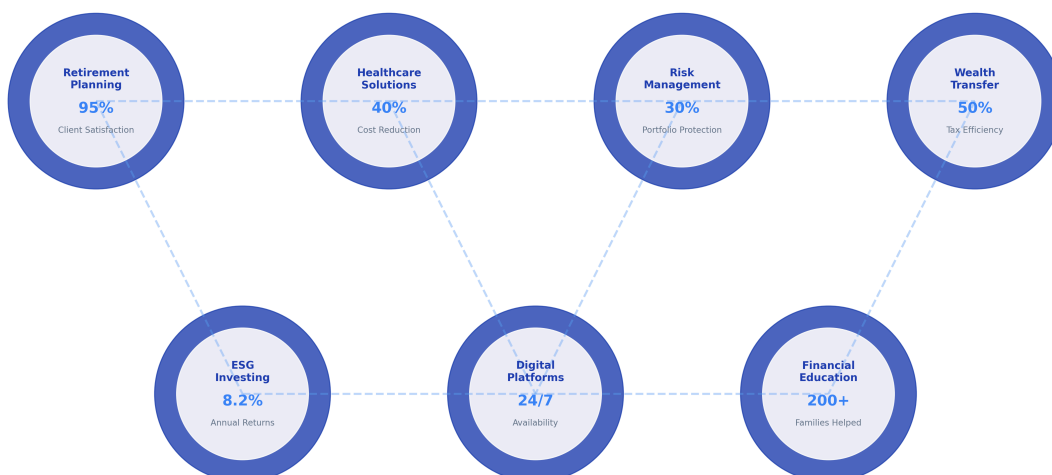 Retirement
Planning
95%
Client Satisfaction
Healthcare
Solutions
40%
Cost Reduction
Risk
Management
30%
Portfolio Protection
Wealth
Transfer
50%
Tax Efficiency
ESG
Investing
8.2%
Annual Returns
Digital
Platforms
24/7
Availability
Financial
Education
200+
Families Helped